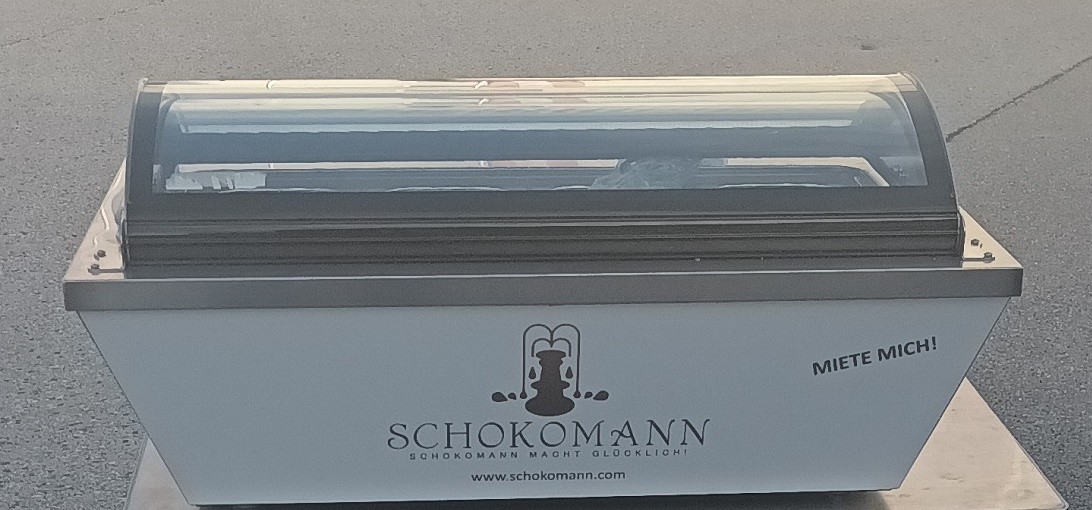 MIETE MICH!
SCHOKOMANN
SCHOKOMANN MACHT GLÜCKLICH!
www.schokomann.com